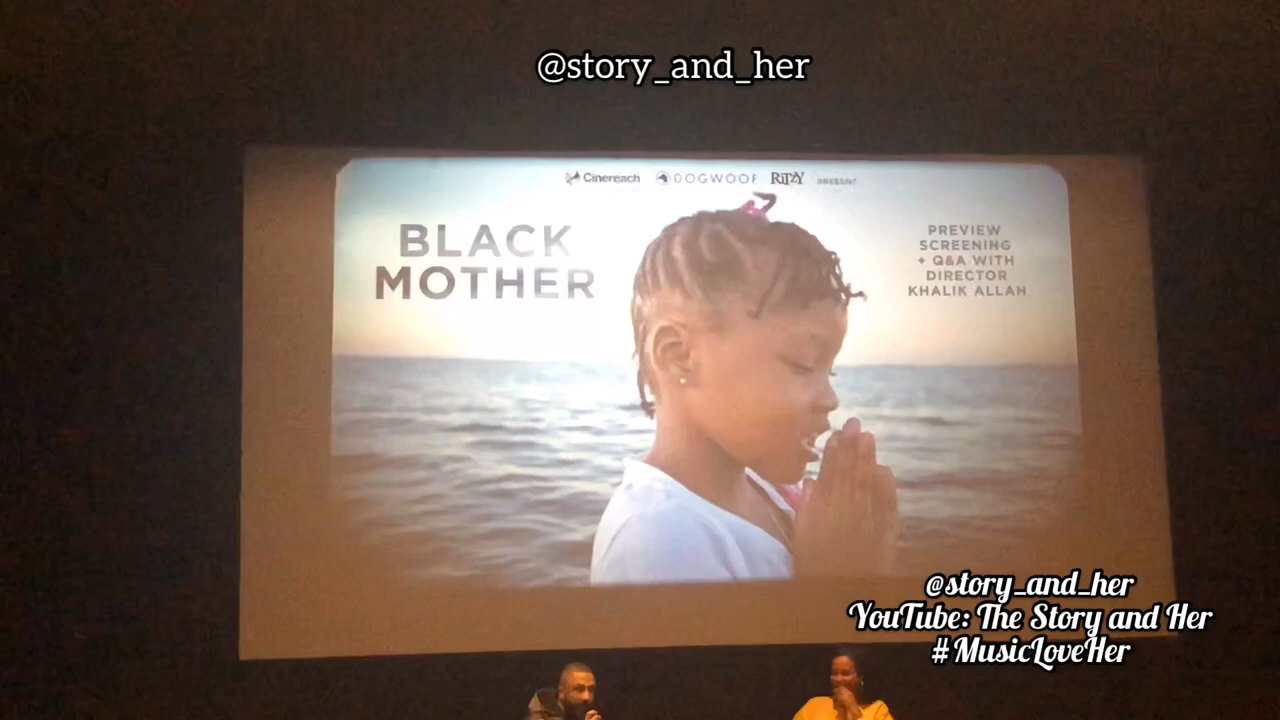 @story_and_her
Cinereach DOGWOOF RiTZY PRESENT
BLACK
MOTHER
PREVIEW
SCREENING
+ Q&A WITH
DIRECTOR
KHALIK ALLAH
@story_and_her
YouTube: The Story and Her
#MusicLoveHer